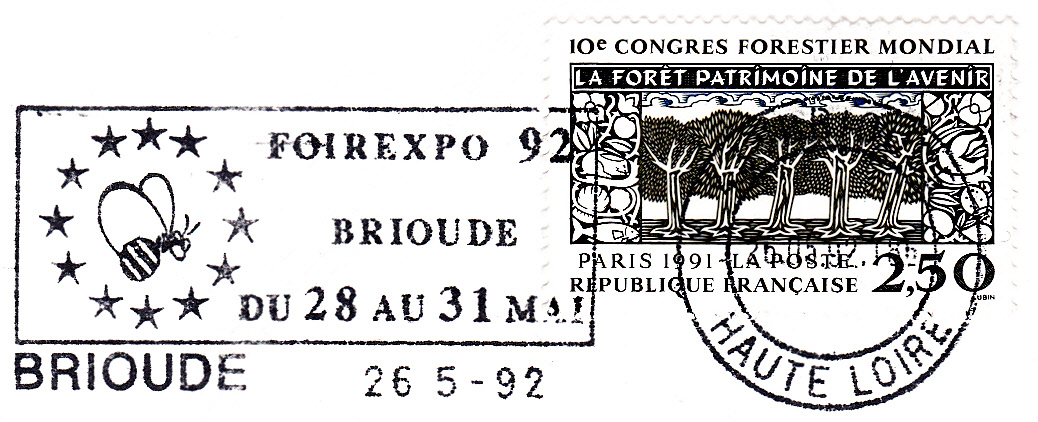 FOIREXPO 92
BRIOUDE
DU 28 AU 31 MAI
BRIOUDE
26 5-92
10e CONGRES FORESTIER MONDIAL
LA FORÊT PATRIMOINE DE L'AVENIR
PARIS 1991-LA POSTE
2,50
REPUBLIQUE FRANÇAISE
HAUTE LOIRE